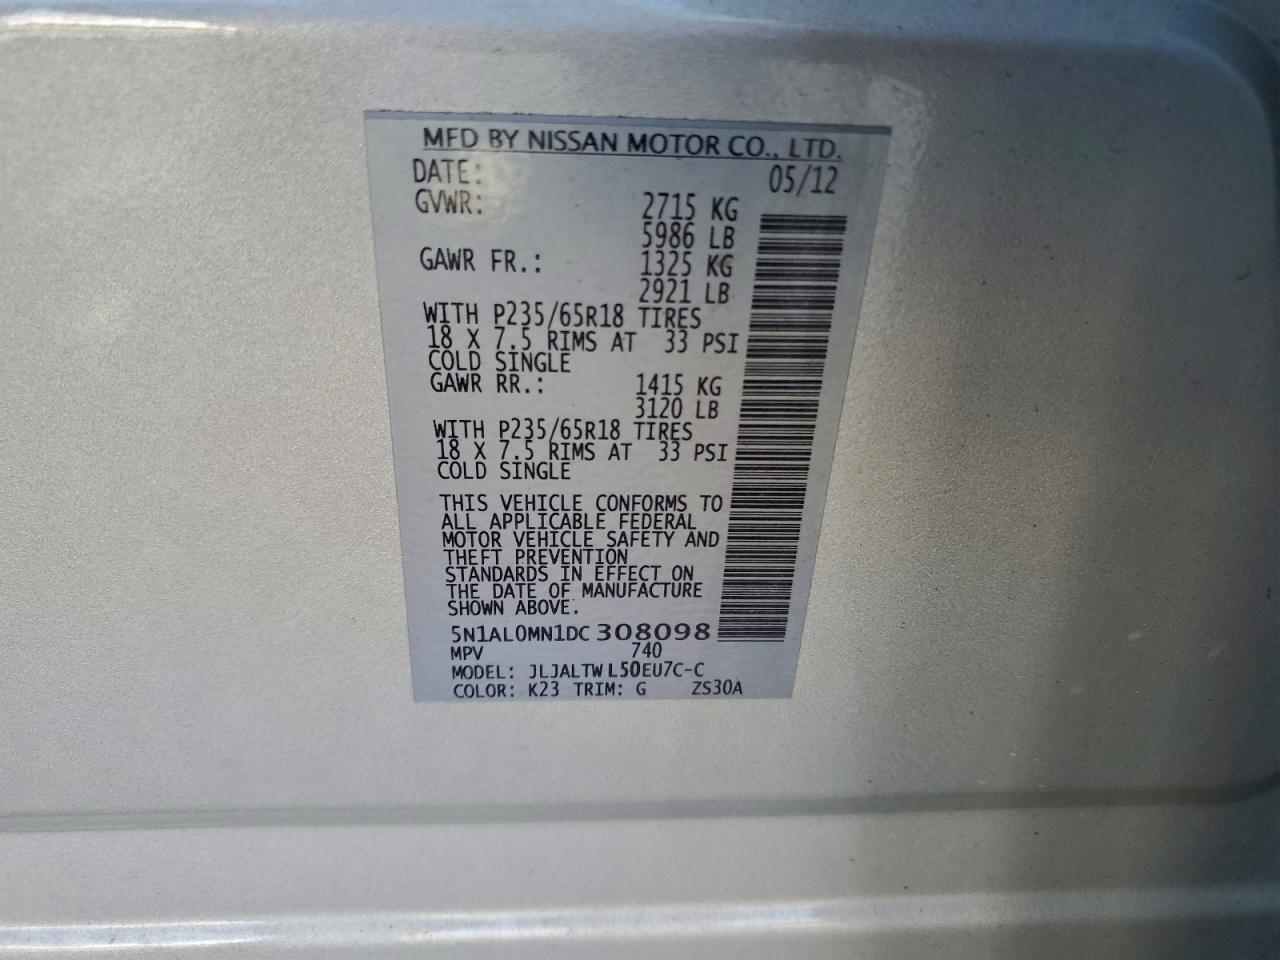 MFD BY NISSAN MOTOR CO., LTD.
DATE: 05/12
GVWR: 2715 KG
5986 LB
GAWR FR.: 1325 KG
2921 LB
WITH P235/65R18 TIRES
18 X 7.5 RIMS AT 33 PSI
COLD SINGLE
GAWR RR.: 1415 KG
3120 LB
WITH P235/65R18 TIRES
18 X 7.5 RIMS AT 33 PSI
COLD SINGLE
THIS VEHICLE CONFORMS TO
ALL APPLICABLE FEDERAL
MOTOR VEHICLE SAFETY AND
THEFT PREVENTION
STANDARDS IN EFFECT ON
THE DATE OF MANUFACTURE
SHOWN ABOVE.
5N1AL0MN1DC 308098
MPV 740
MODEL: JLJALTW L50EU7C-C
COLOR: K23 TRIM: G ZS30A